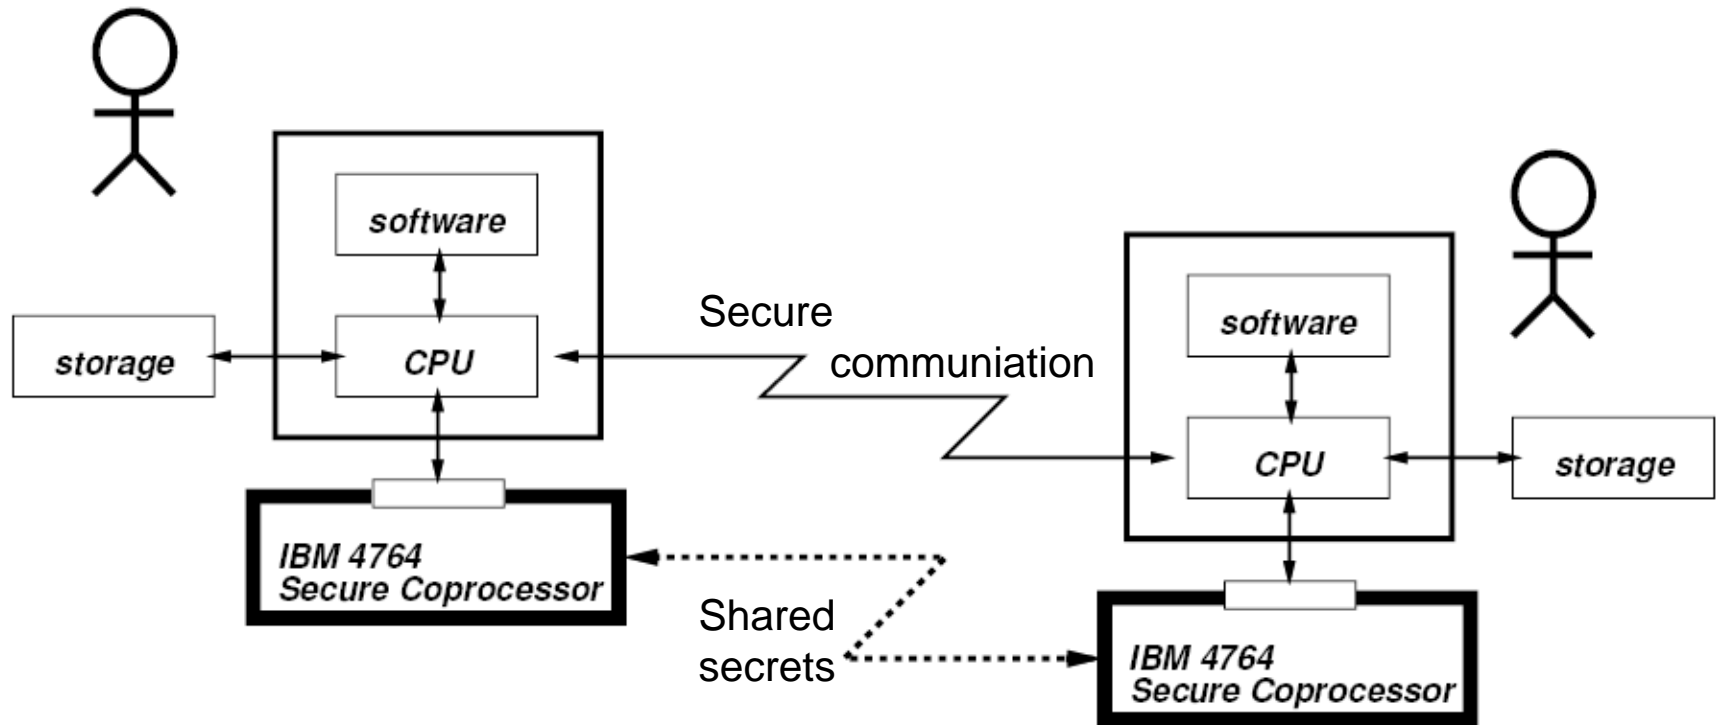 software
storage
CPU
Secure
communiation
software
CPU
storage
IBM 4764
Secure Coprocessor
Shared
secrets
IBM 4764
Secure Coprocessor